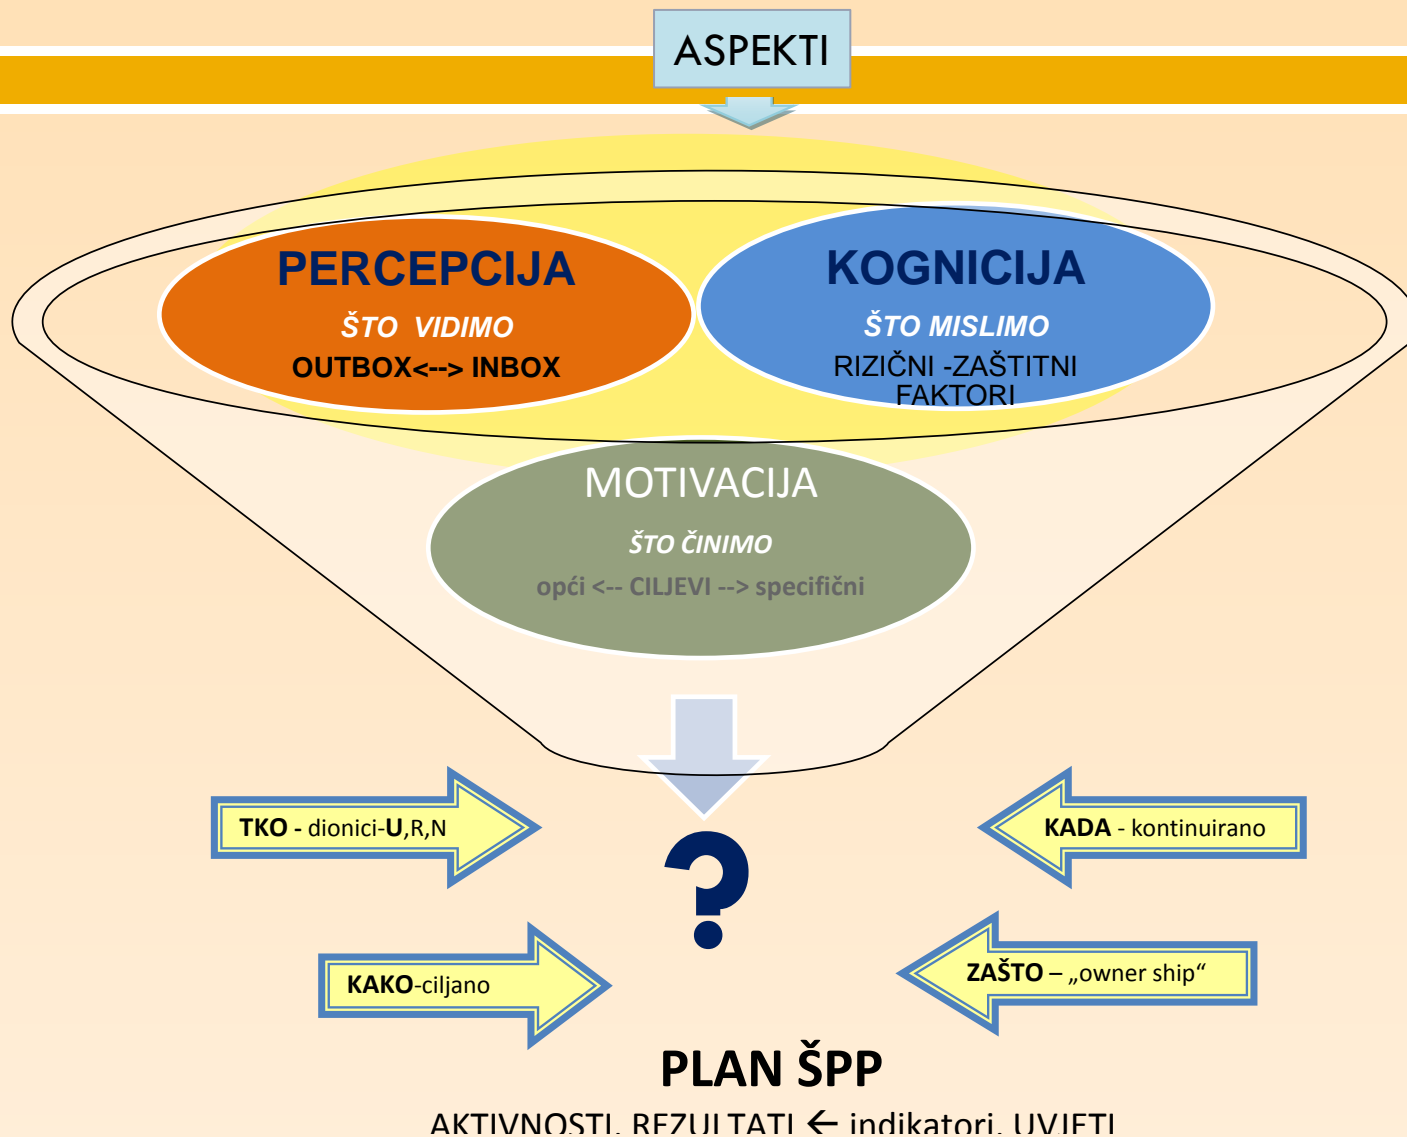 ASPEKTI
PERCEPCIJA
ŠTO VIDIMO
OUTBOX<--> INBOX
KOGNICIJA
ŠTO MISLIMO
RIZIČNI -ZAŠTITNI
FAKTORI
MOTIVACIJA
ŠTO ČINIMO
opći <-- CILJEVI --> specifični
TKO - dionici-U,R,N
KADA - kontinuirano
?
KAKO-ciljano
ZAŠTO – „owner ship“
PLAN ŠPP
AKTIVNOSTI, REZULTATI ← indikatori, UVJETI